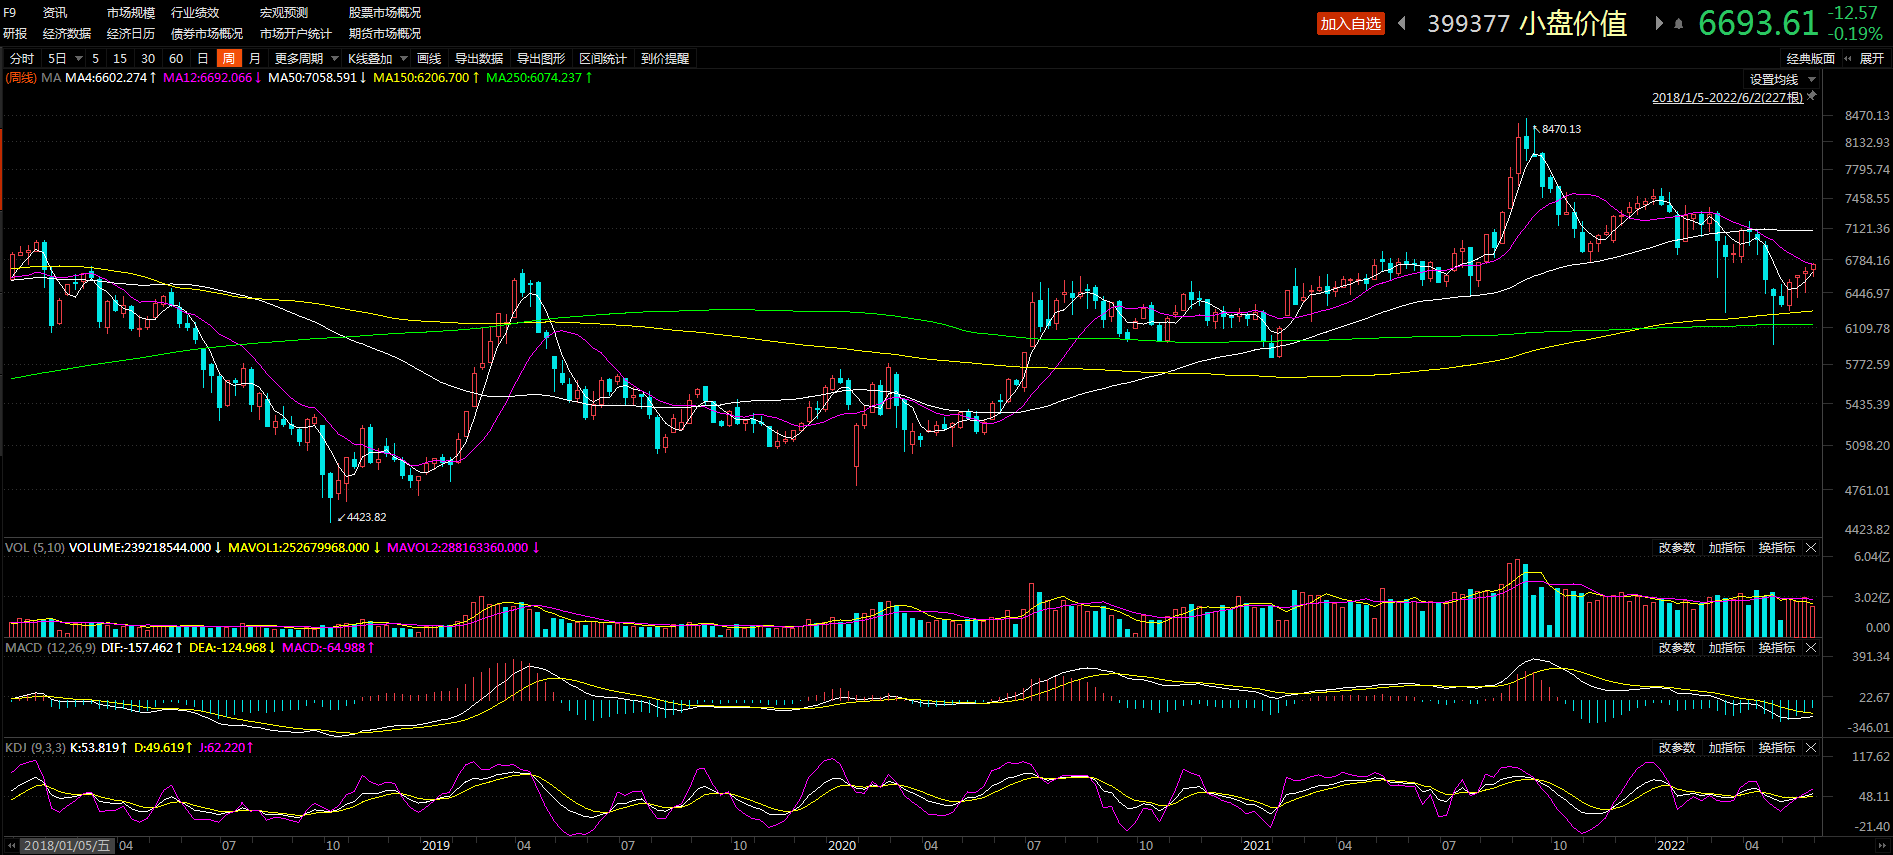 F9 资讯 市场规模 行业绩效 宏观预测 股票市场概况
研报 经济数据 经济日历 债券市场概况 市场开户统计 期货市场概况
加入自选 399377 小盘价值 6693.61 -12.57 -0.19%
分时 5日 5 15 30 60 日 周 月 更多周期 K线叠加 画线 导出数据 导出图形 区间统计 到价提醒 经典版面 展开
(周线) MA MA4:6602.274↑ MA12:6692.066↓ MA50:7058.591↓ MA150:6206.700↑ MA250:6074.237↑ 设置均线
2018/1/5-2022/6/2(227根)
8470.13
8470.13
8132.93
7795.74
7458.55
7121.36
6784.16
6446.97
6109.78
5772.59
5435.39
5098.20
4761.01
4423.82
4423.82
VOL (5,10) VOLUME:239218544.000↓ MAVOL1:252679968.000↓ MAVOL2:288163360.000↓ 改参数 加指标 换指标
6.04亿
3.02亿
0.00
MACD (12,26,9) DIF:-157.462↑ DEA:-124.968↓ MACD:-64.988↑ 改参数 加指标 换指标
391.34
22.67
-346.01
KDJ (9,3,3) K:53.819↑ D:49.619↑ J:62.220↑ 改参数 加指标 换指标
117.62
48.11
-21.40
2018/01/05/五 04 07 10 2019 04 07 10 2020 04 07 10 2021 04 07 10 2022 04